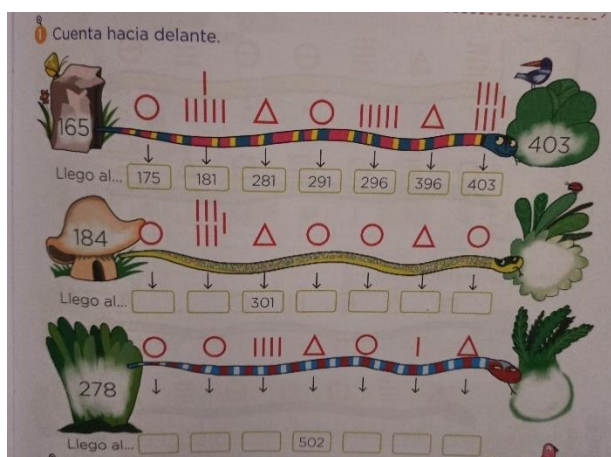 1 Cuenta hacia delante.
165
403
Llego al... 175 181 281 291 296 396 403
184
Llego al... 301
278
Llego al... 502